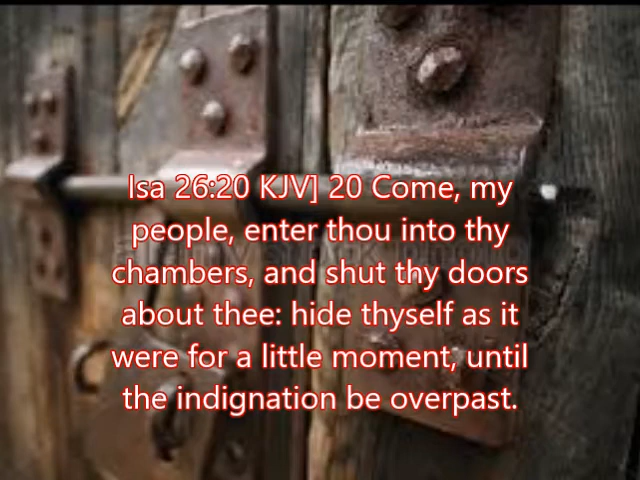 Isa 26:20 KJV] 20 Come, my
people, enter thou into thy
chambers, and shut thy doors
about thee: hide thyself as it
were for a little moment, until
the indignation be overpast.